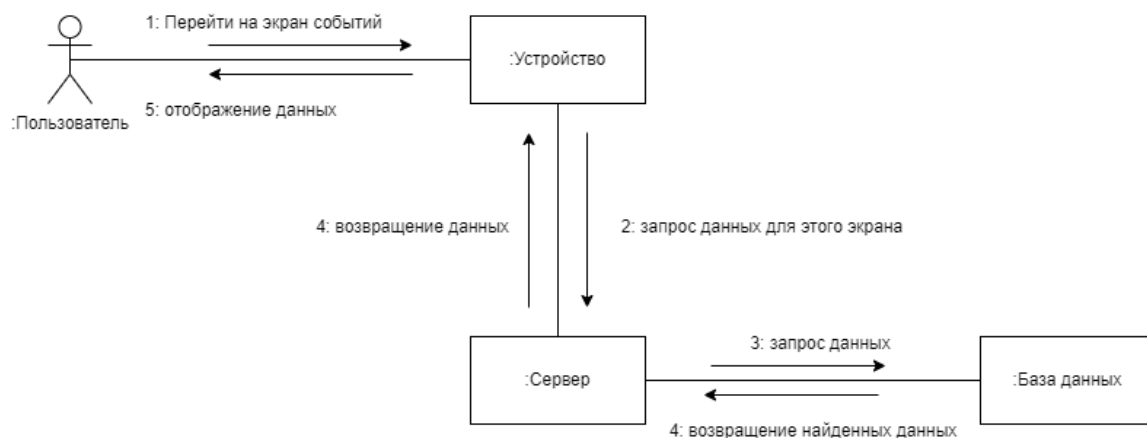 1: Перейти на экран событий
:Устройство
5: отображение данных
:Пользователь
4: возвращение данных
2: запрос данных для этого экрана
3: запрос данных
:Сервер
:База данных
4: возвращение найденных данных